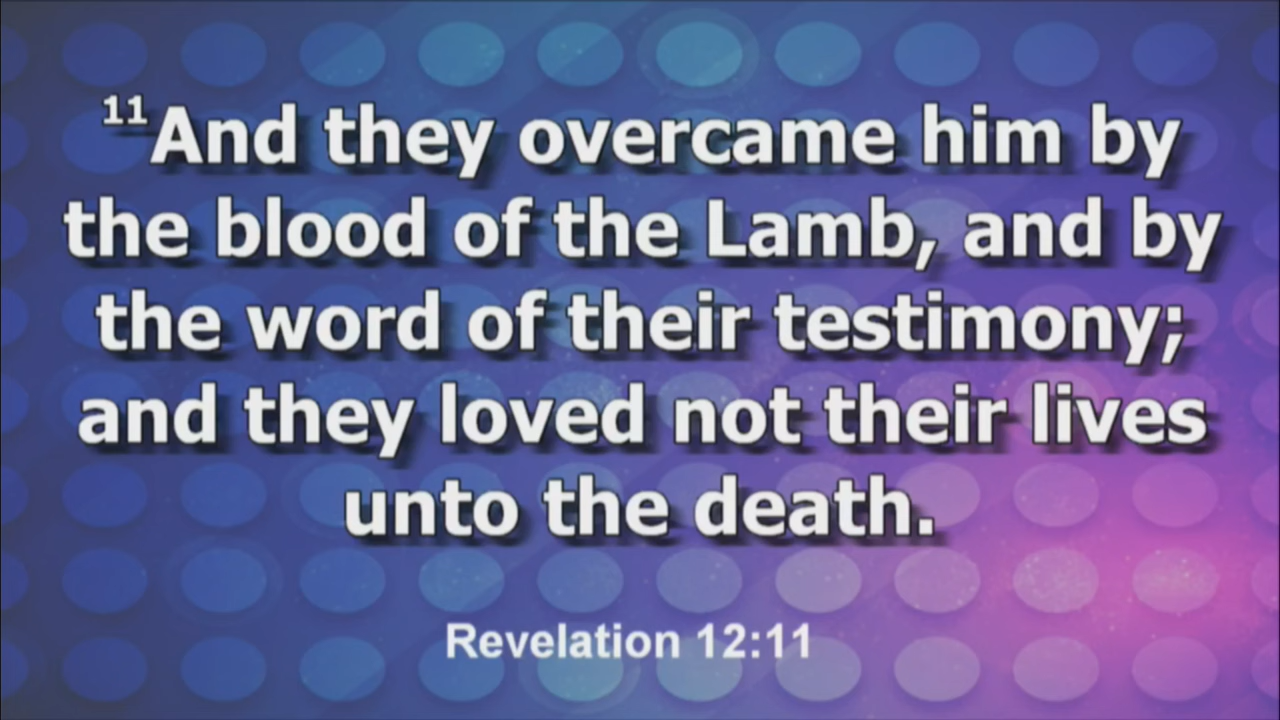 11And they overcame him by
the blood of the Lamb, and by
the word of their testimony;
and they loved not their lives
unto the death.
Revelation 12:11